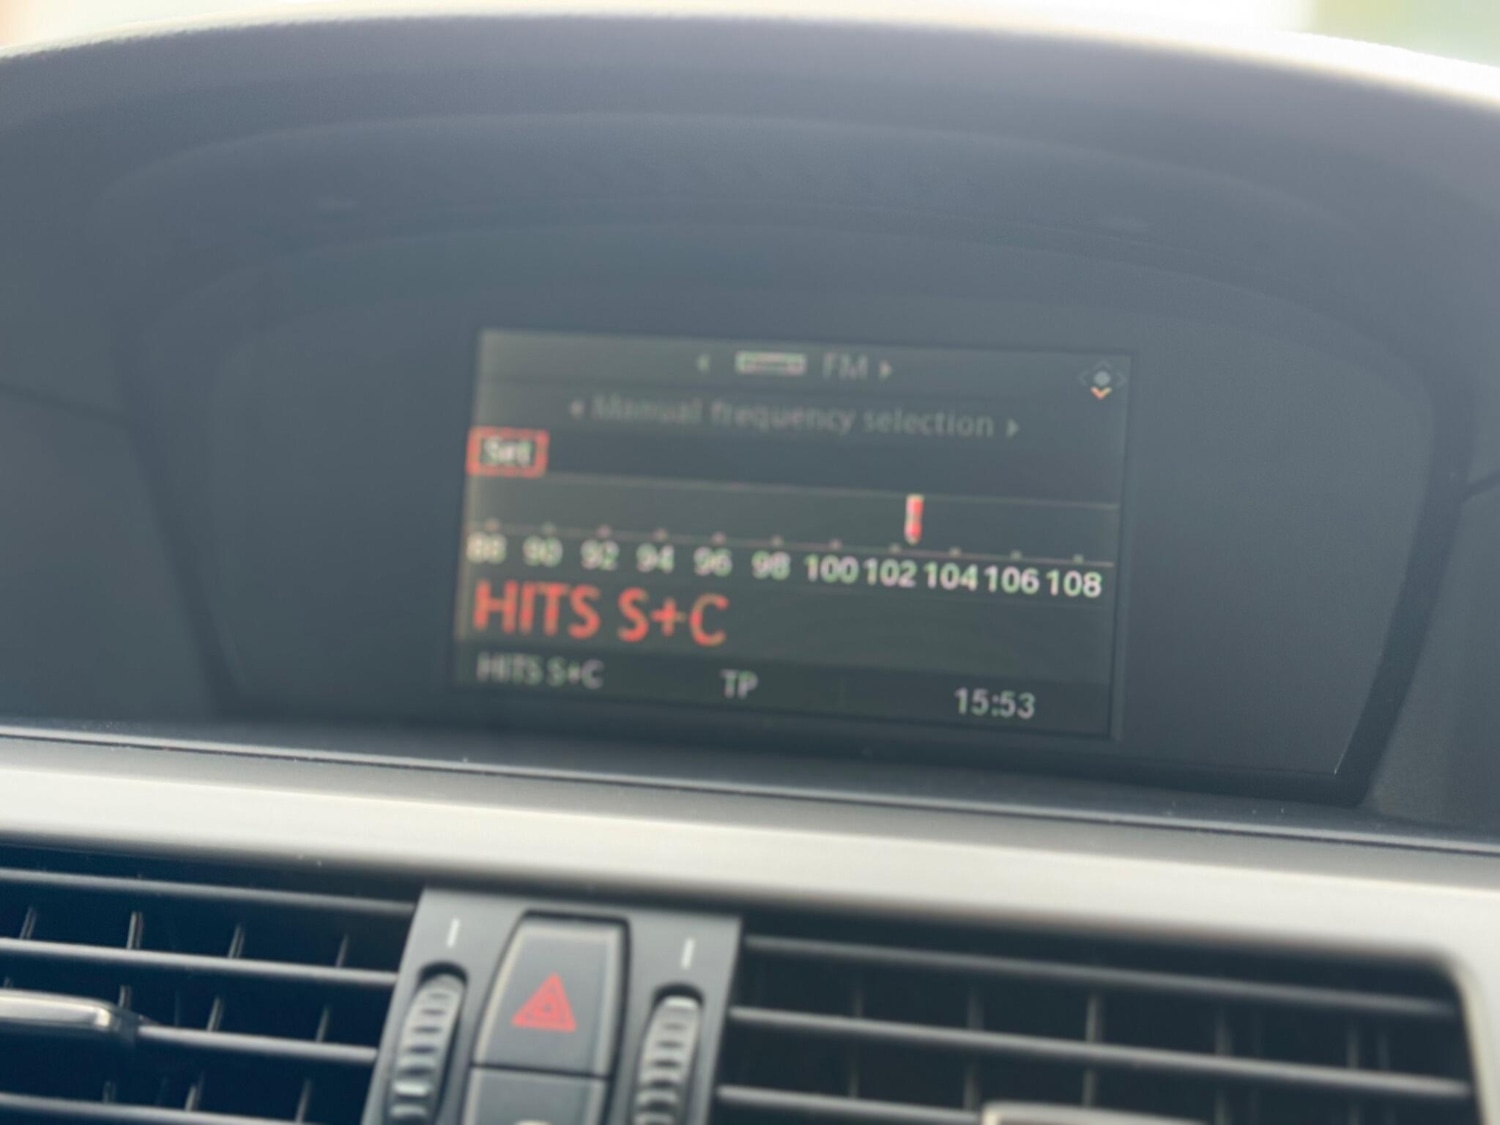 FM
Manual frequency selection
Set
88 90 92 94 96 98 100 102 104 106 108
HITS S+C
HITS S+C TP 15:53